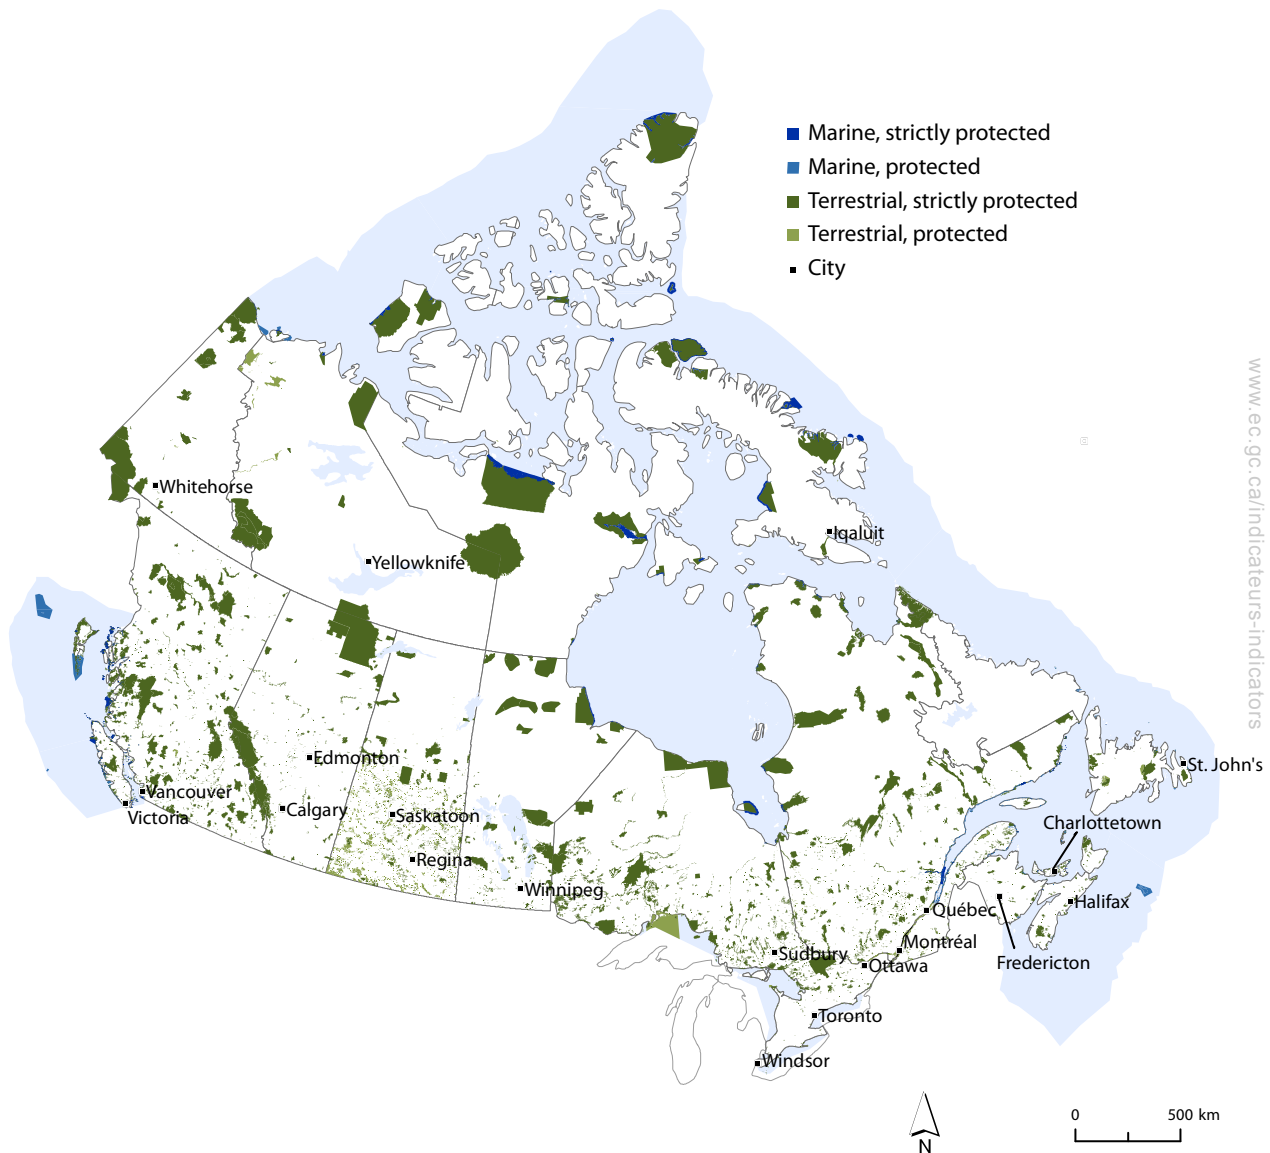 Marine, strictly protected
Marine, protected
Terrestrial, strictly protected
Terrestrial, protected
City
www.ec.gc.ca/indicateurs-indicators
Whitehorse
Iqaluit
Yellowknife
Edmonton
St. John's
Vancouver
Calgary
Victoria
Saskatoon
Charlottetown
Regina
Winnipeg
Halifax
Québec
Montréal
Sudbury
Ottawa
Fredericton
Toronto
Windsor
N
0 500 km